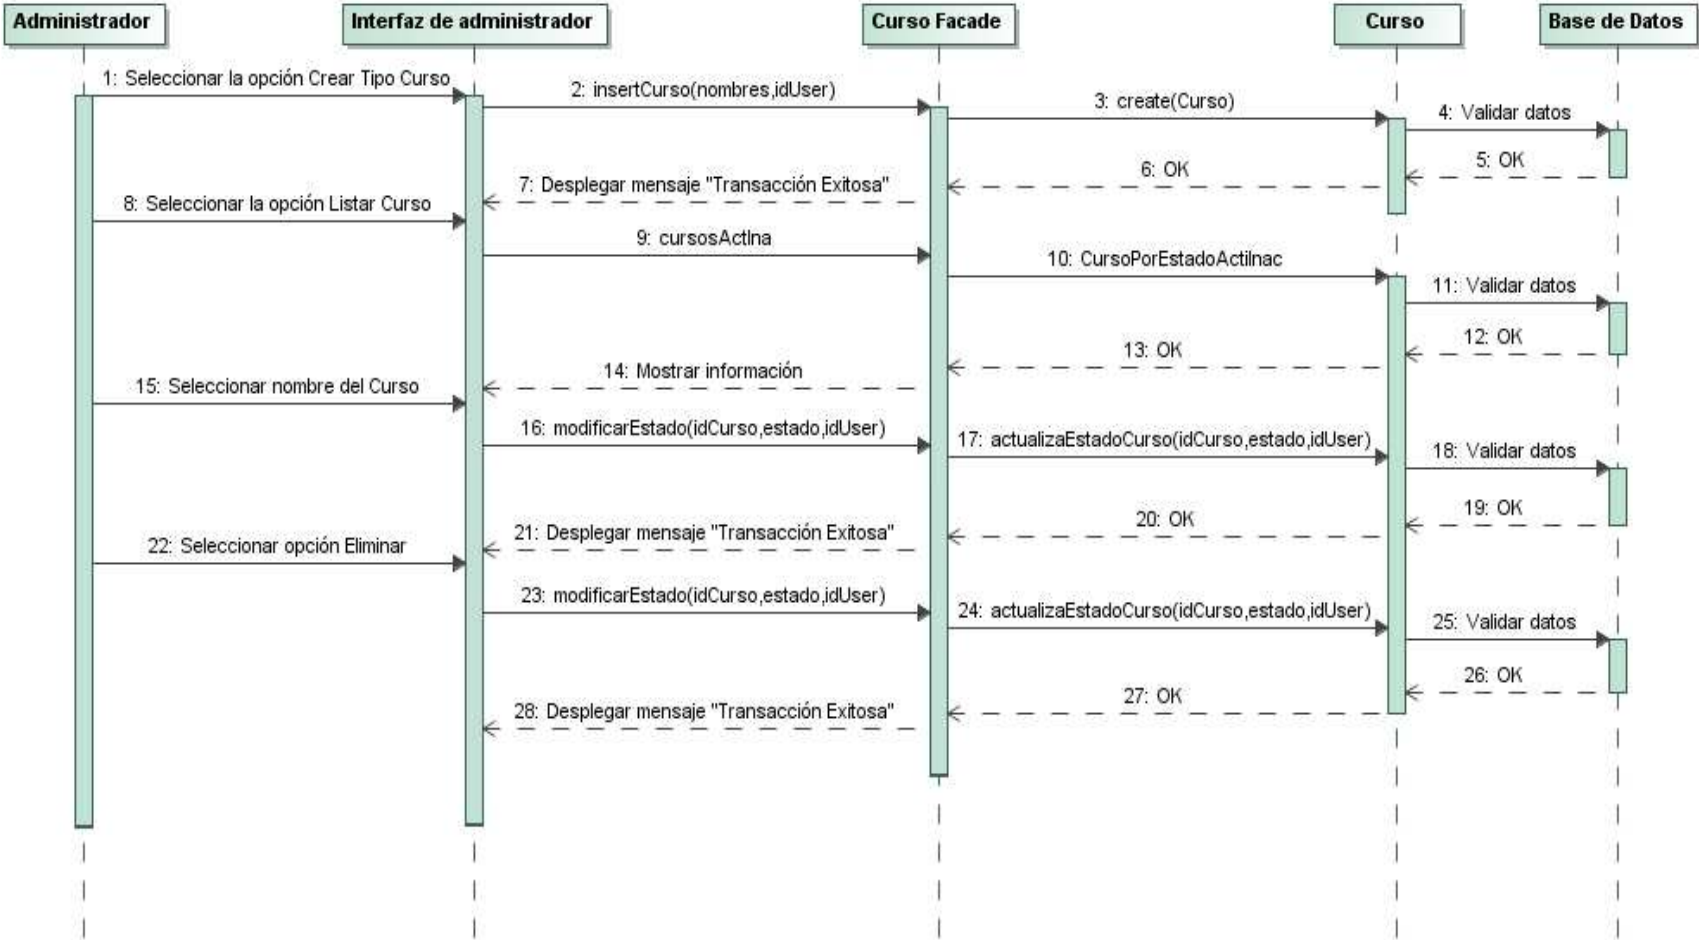 Administrador
Interfaz de administrador
Curso Facade
Curso
Base de Datos
1: Seleccionar la opción Crear Tipo Curso
2: insertCurso(nombres,idUser)
3: create(Curso)
4: Validar datos
5: OK
6: OK
7: Desplegar mensaje "Transacción Exitosa"
8: Seleccionar la opción Listar Curso
9: cursosActIna
10: CursoPorEstadoActiInac
11: Validar datos
12: OK
13: OK
14: Mostrar información
15: Seleccionar nombre del Curso
16: modificarEstado(idCurso,estado,idUser)
17: actualizaEstadoCurso(idCurso,estado,idUser)
18: Validar datos
19: OK
20: OK
21: Desplegar mensaje "Transacción Exitosa"
22: Seleccionar opción Eliminar
23: modificarEstado(idCurso,estado,idUser)
24: actualizaEstadoCurso(idCurso,estado,idUser)
25: Validar datos
26: OK
27: OK
28: Desplegar mensaje "Transacción Exitosa"